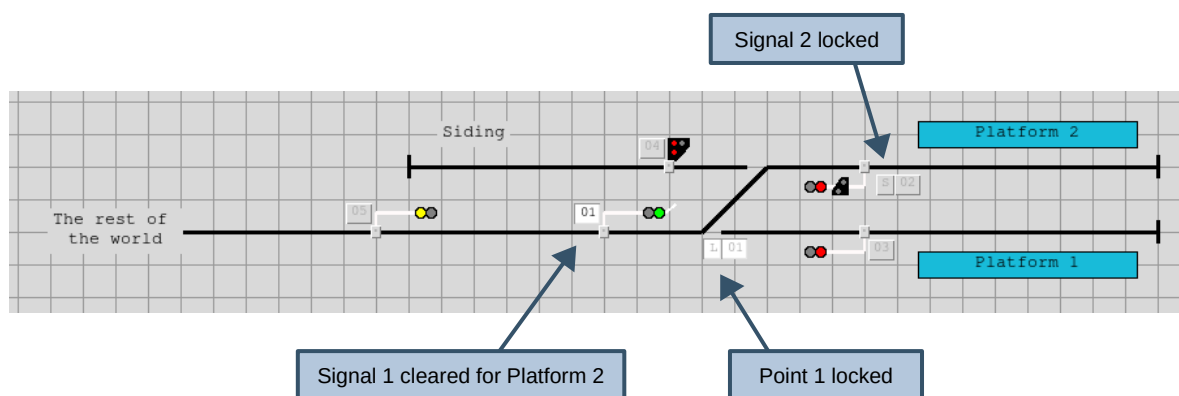 Signal 2 locked
Siding
Platform 2
04
S 02
05
01
The rest of
the world
L 01
03
Platform 1
Signal 1 cleared for Platform 2
Point 1 locked